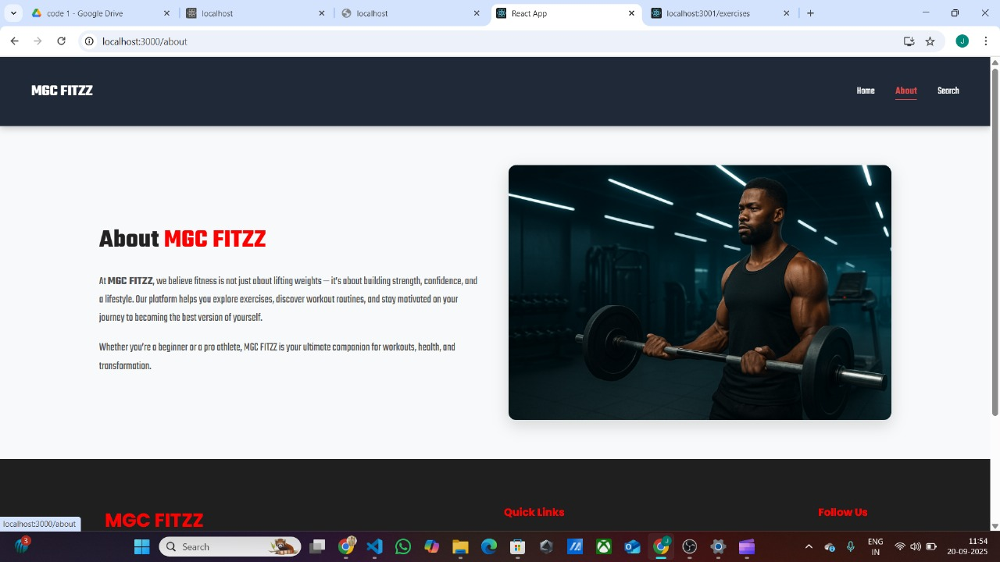 code 1 - Google Drive
localhost
localhost
React App
localhost:3001/exercises
localhost:3000/about
J
MGC FITZZ
Home
About
Search
About MGC FITZZ
At MGC FITZZ, we believe fitness is not just about lifting weights — it's about building strength, confidence, and
a lifestyle. Our platform helps you explore exercises, discover workout routines, and stay motivated on your
journey to becoming the best version of yourself.
Whether you're a beginner or a pro athlete, MGC FITZZ is your ultimate companion for workouts, health, and
transformation.
MGC FITZZ
Quick Links
Follow Us
localhost:3000/about
3
Search
J
ENG
IN
11:54
20-09-2025